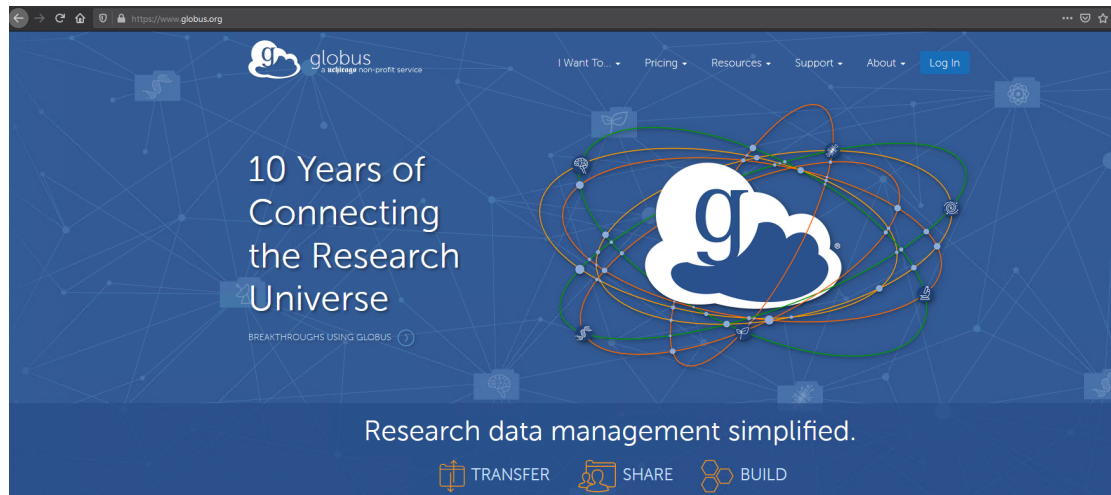 https://www.globus.org
g
globus
a uchicago non-profit service
I Want To...
Pricing
Resources
Support
About
Log In
10 Years of
Connecting
the Research
Universe
BREAKTHROUGHS USING GLOBUS
g
®
Research data management simplified.
TRANSFER
SHARE
BUILD